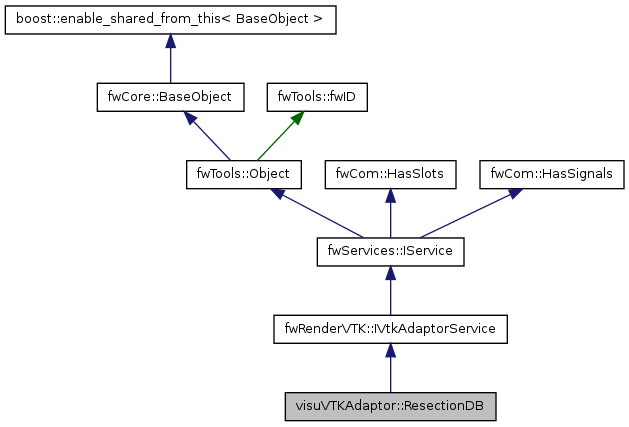 boost::enable_shared_from_this< BaseObject >
fwCore::BaseObject
fwTools::fwID
fwTools::Object
fwCom::HasSlots
fwCom::HasSignals
fwServices::IService
fwRenderVTK::IVtkAdaptorService
visuVTKAdaptor::ResectionDB